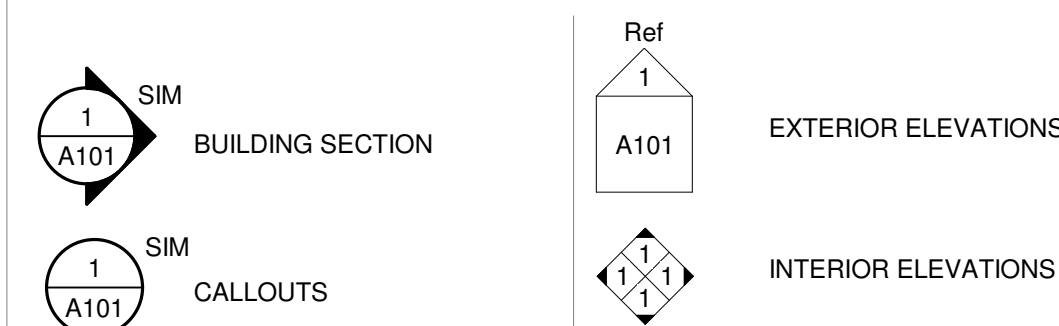 SIM
1
A101
BUILDING SECTION
SIM
1
A101
CALLOUTS
Ref
1
A101
EXTERIOR ELEVATIONS
1
1 1
1
INTERIOR ELEVATIONS